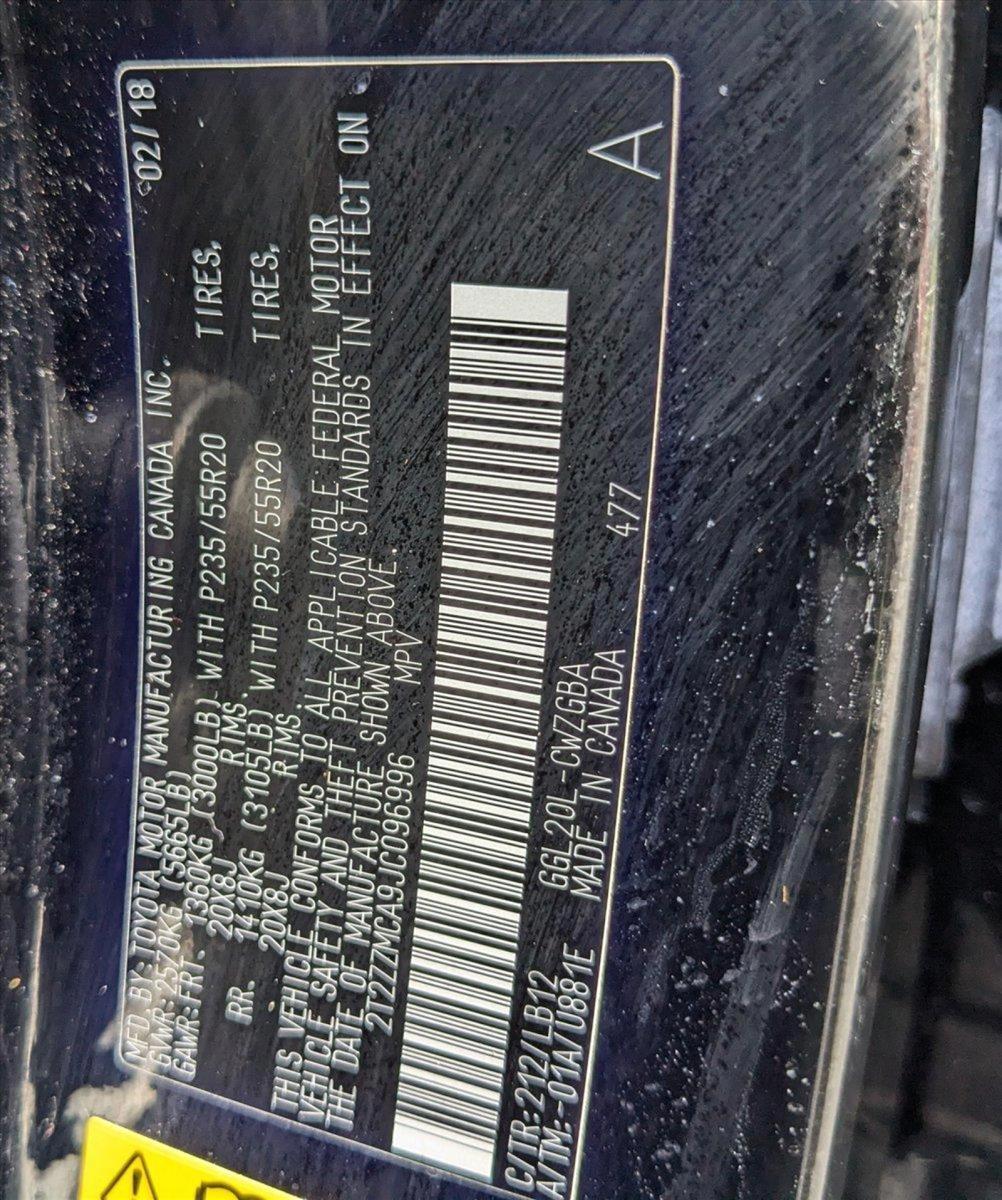 MFD. BY: TOYOTA MOTOR MANUFACTURING CANADA INC. 02/18
GVWR: 2570KG (5665LB)
GAWR: FRT. 1360KG (3000LB) WITH P235/55R20 TIRES,
20X8J RIMS.
RR. 1410KG (3105LB) WITH P235/55R20 TIRES,
20X8J RIMS.
THIS VEHICLE CONFORMS TO ALL APPLICABLE FEDERAL MOTOR
VEHICLE SAFETY AND THEFT PREVENTION STANDARDS IN EFFECT ON
THE DATE OF MANUFACTURE SHOWN ABOVE.
2T2ZZMCA9JC096996 MPV
C/TR:212/LB12 GGL20L-CWZGBA
A/TM:-01A/U881E MADE IN CANADA 477 A